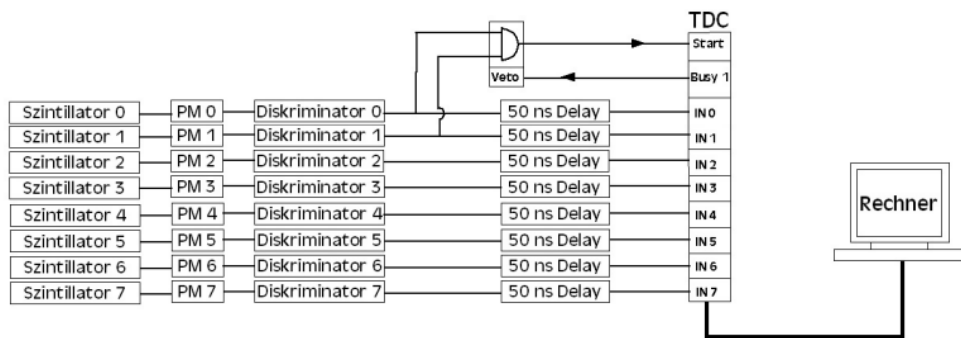 TDC
Start
Veto
Busy 1
Szintillator 0 PM 0 Diskriminator 0 50 ns Delay IN 0
Szintillator 1 PM 1 Diskriminator 1 50 ns Delay IN 1
Szintillator 2 PM 2 Diskriminator 2 50 ns Delay IN 2
Szintillator 3 PM 3 Diskriminator 3 50 ns Delay IN 3
Szintillator 4 PM 4 Diskriminator 4 50 ns Delay IN 4
Szintillator 5 PM 5 Diskriminator 5 50 ns Delay IN 5
Szintillator 6 PM 6 Diskriminator 6 50 ns Delay IN 6
Szintillator 7 PM 7 Diskriminator 7 50 ns Delay IN 7
Rechner